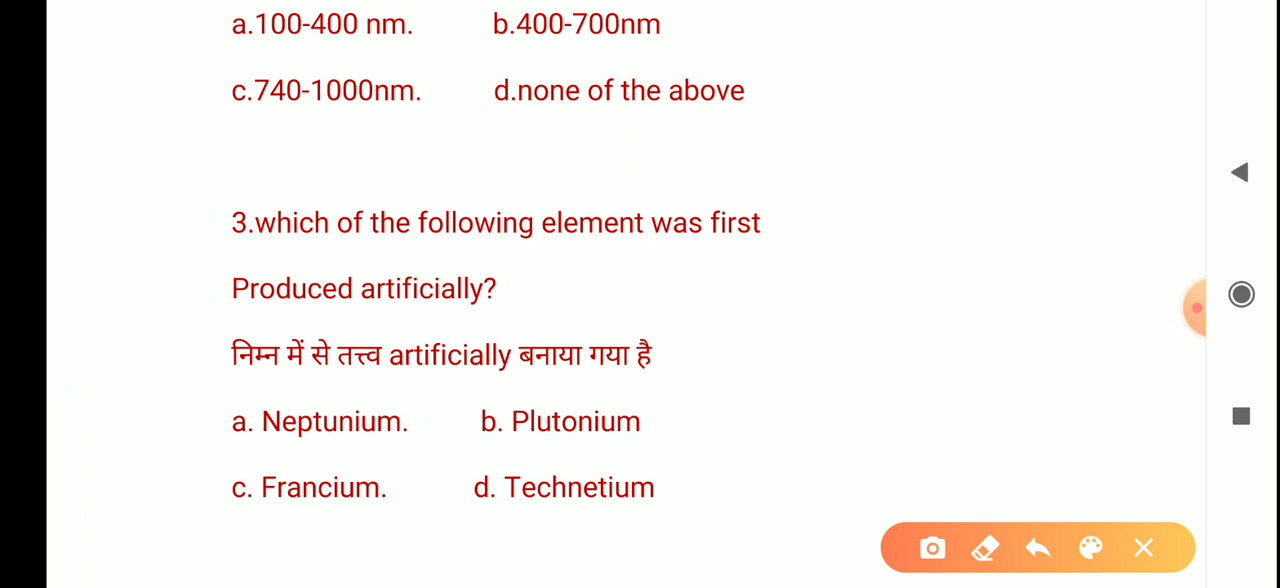 a.100-400 nm. b.400-700nm
c.740-1000nm. d.none of the above
3.which of the following element was first
Produced artificially?
निम्न में से तत्त्व artificially बनाया गया है
a. Neptunium. b. Plutonium
c. Francium. d. Technetium